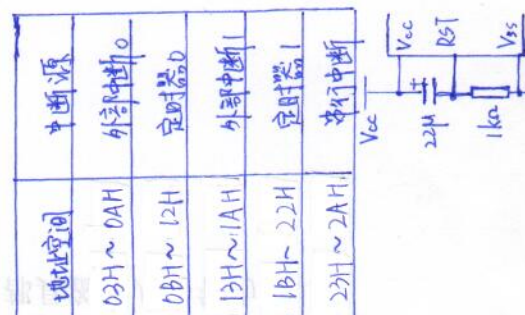 中断源 地址空间
外部中断0 03H~0AH
定时器0 0BH~12H
外部中断1 13H~1AH
定时器1 1BH~22H
串行中断 23H~2AH
Vcc
RST
Vss
Vcc
22μ
1kΩ